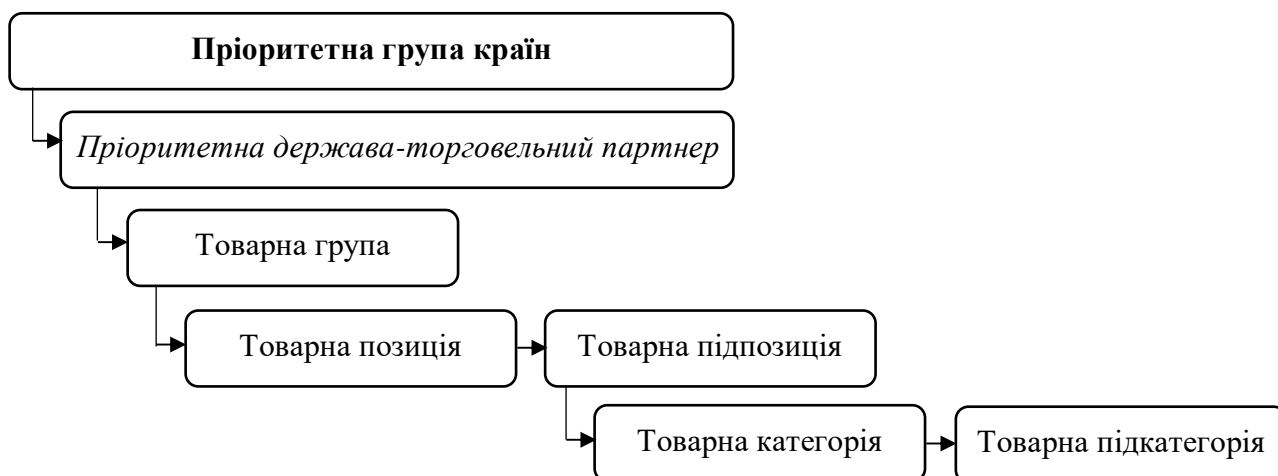 Пріоритетна група країн
Пріоритетна держава-торговельний партнер
Товарна група
Товарна позиція
Товарна підпозиція
Товарна категорія
Товарна підкатегорія